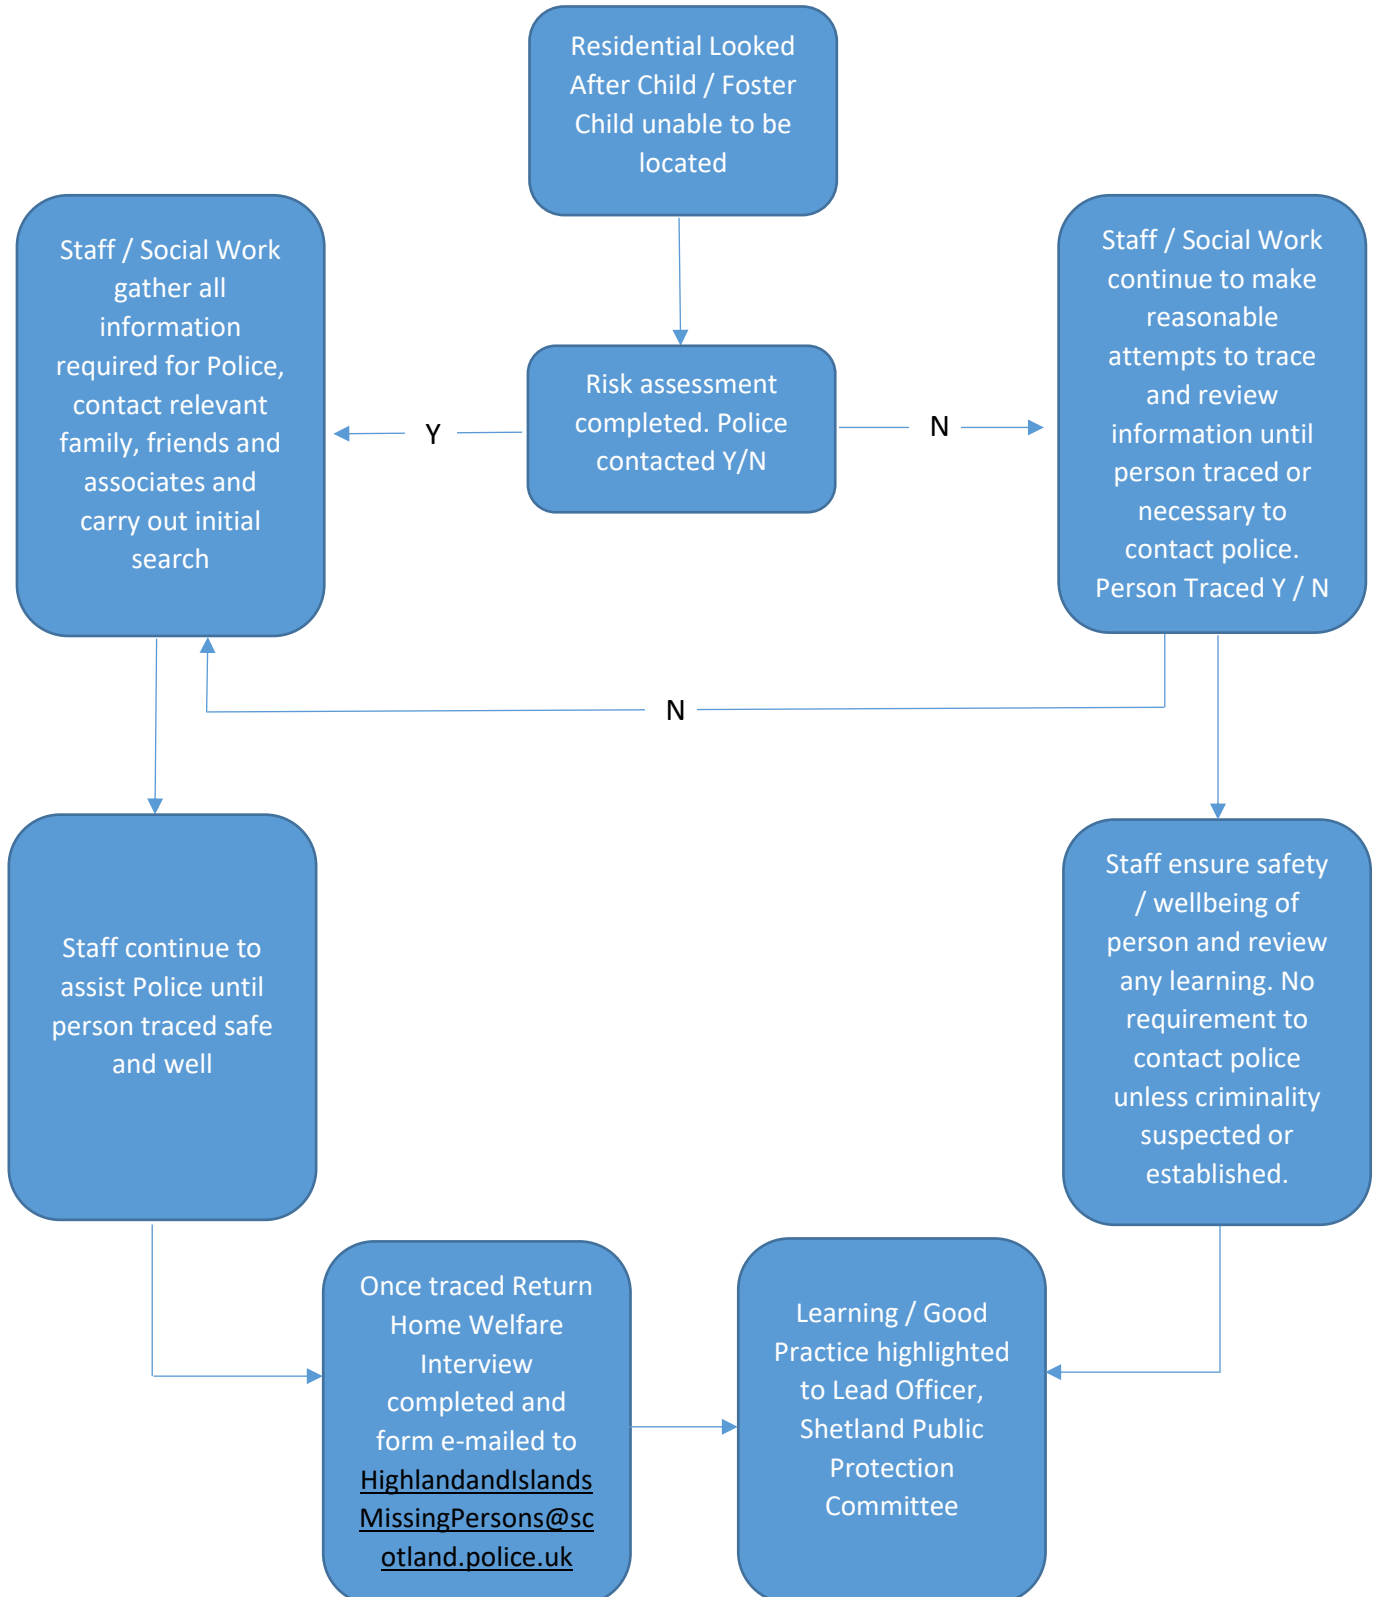 Residential Looked
After Child / Foster
Child unable to be
located
Staff / Social Work
gather all
information
required for Police,
contact relevant
family, friends and
associates and
carry out initial
search
Y
Risk assessment
completed. Police
contacted Y/N
N
Staff / Social Work
continue to make
reasonable
attempts to trace
and review
information until
person traced or
necessary to
contact police.
Person Traced Y / N
N
Staff continue to
assist Police until
person traced safe
and well
Staff ensure safety
/ wellbeing of
person and review
any learning. No
requirement to
contact police
unless criminality
suspected or
established.
Once traced Return
Home Welfare
Interview
completed and
form e-mailed to
HighlandandIslands
MissingPersons@sc
otland.police.uk
Learning / Good
Practice highlighted
to Lead Officer,
Shetland Public
Protection
Committee